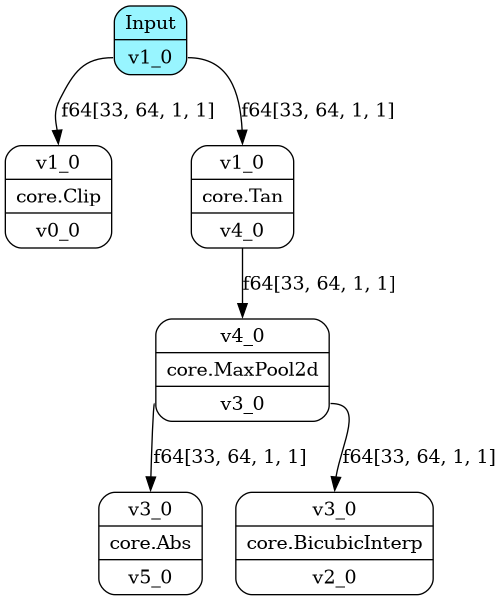 Input
v1_0
f64[33, 64, 1, 1]
f64[33, 64, 1, 1]
v1_0
core.Clip
v0_0
v1_0
core.Tan
v4_0
f64[33, 64, 1, 1]
v4_0
core.MaxPool2d
v3_0
f64[33, 64, 1, 1]
f64[33, 64, 1, 1]
v3_0
core.Abs
v5_0
v3_0
core.BicubicInterp
v2_0